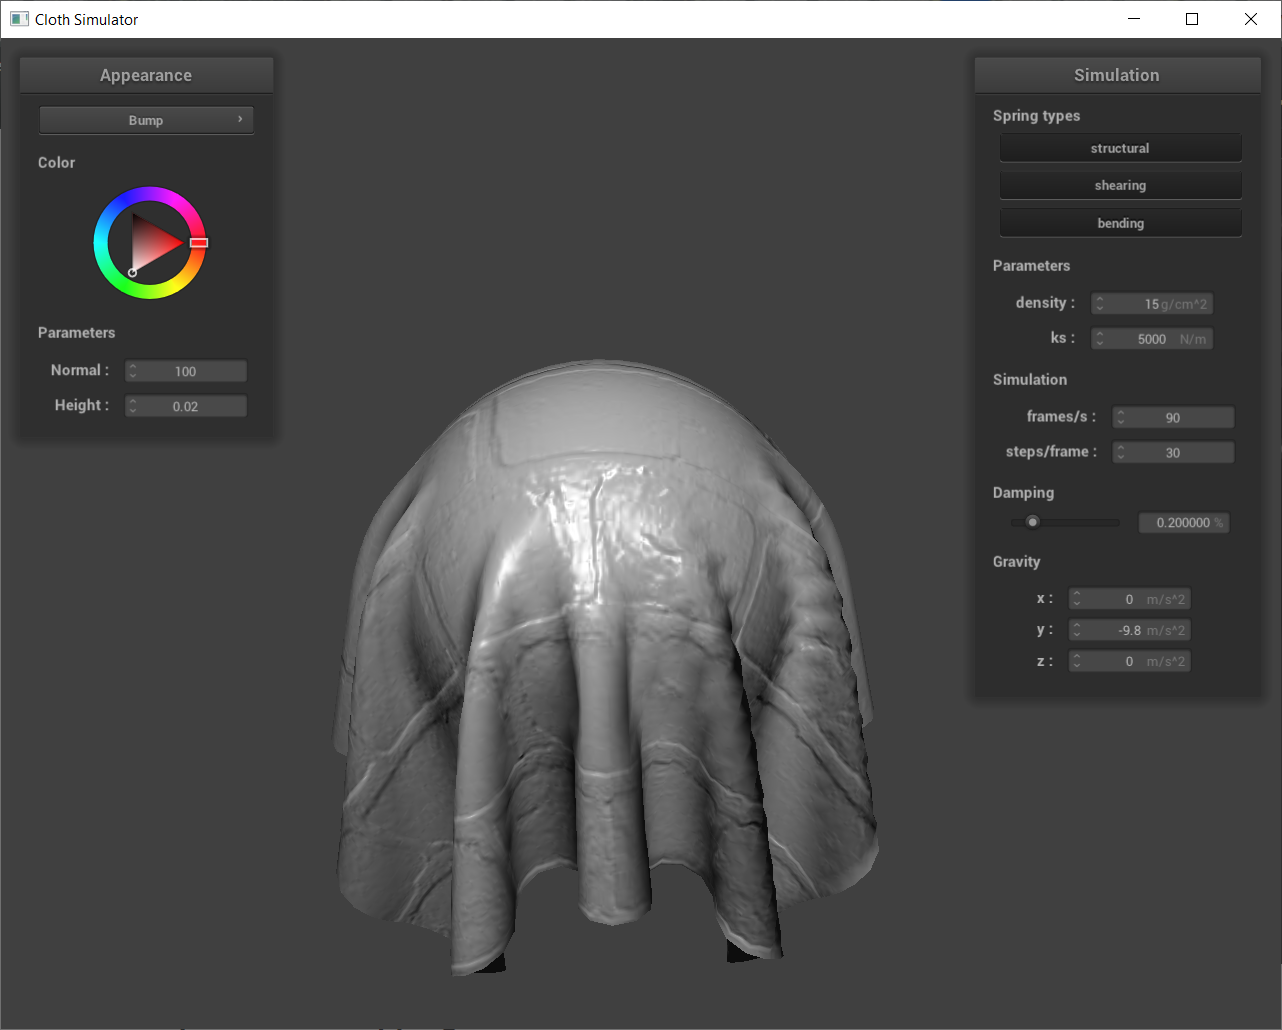 Cloth Simulator
Appearance
Bump
Color
Parameters
Normal : 100
Height : 0.02
Simulation
Spring types
structural
shearing
bending
Parameters
density : 15 g/cm^2
ks : 5000 N/m
Simulation
frames/s : 90
steps/frame : 30
Damping
0.200000 %
Gravity
x : 0 m/s^2
y : -9.8 m/s^2
z : 0 m/s^2